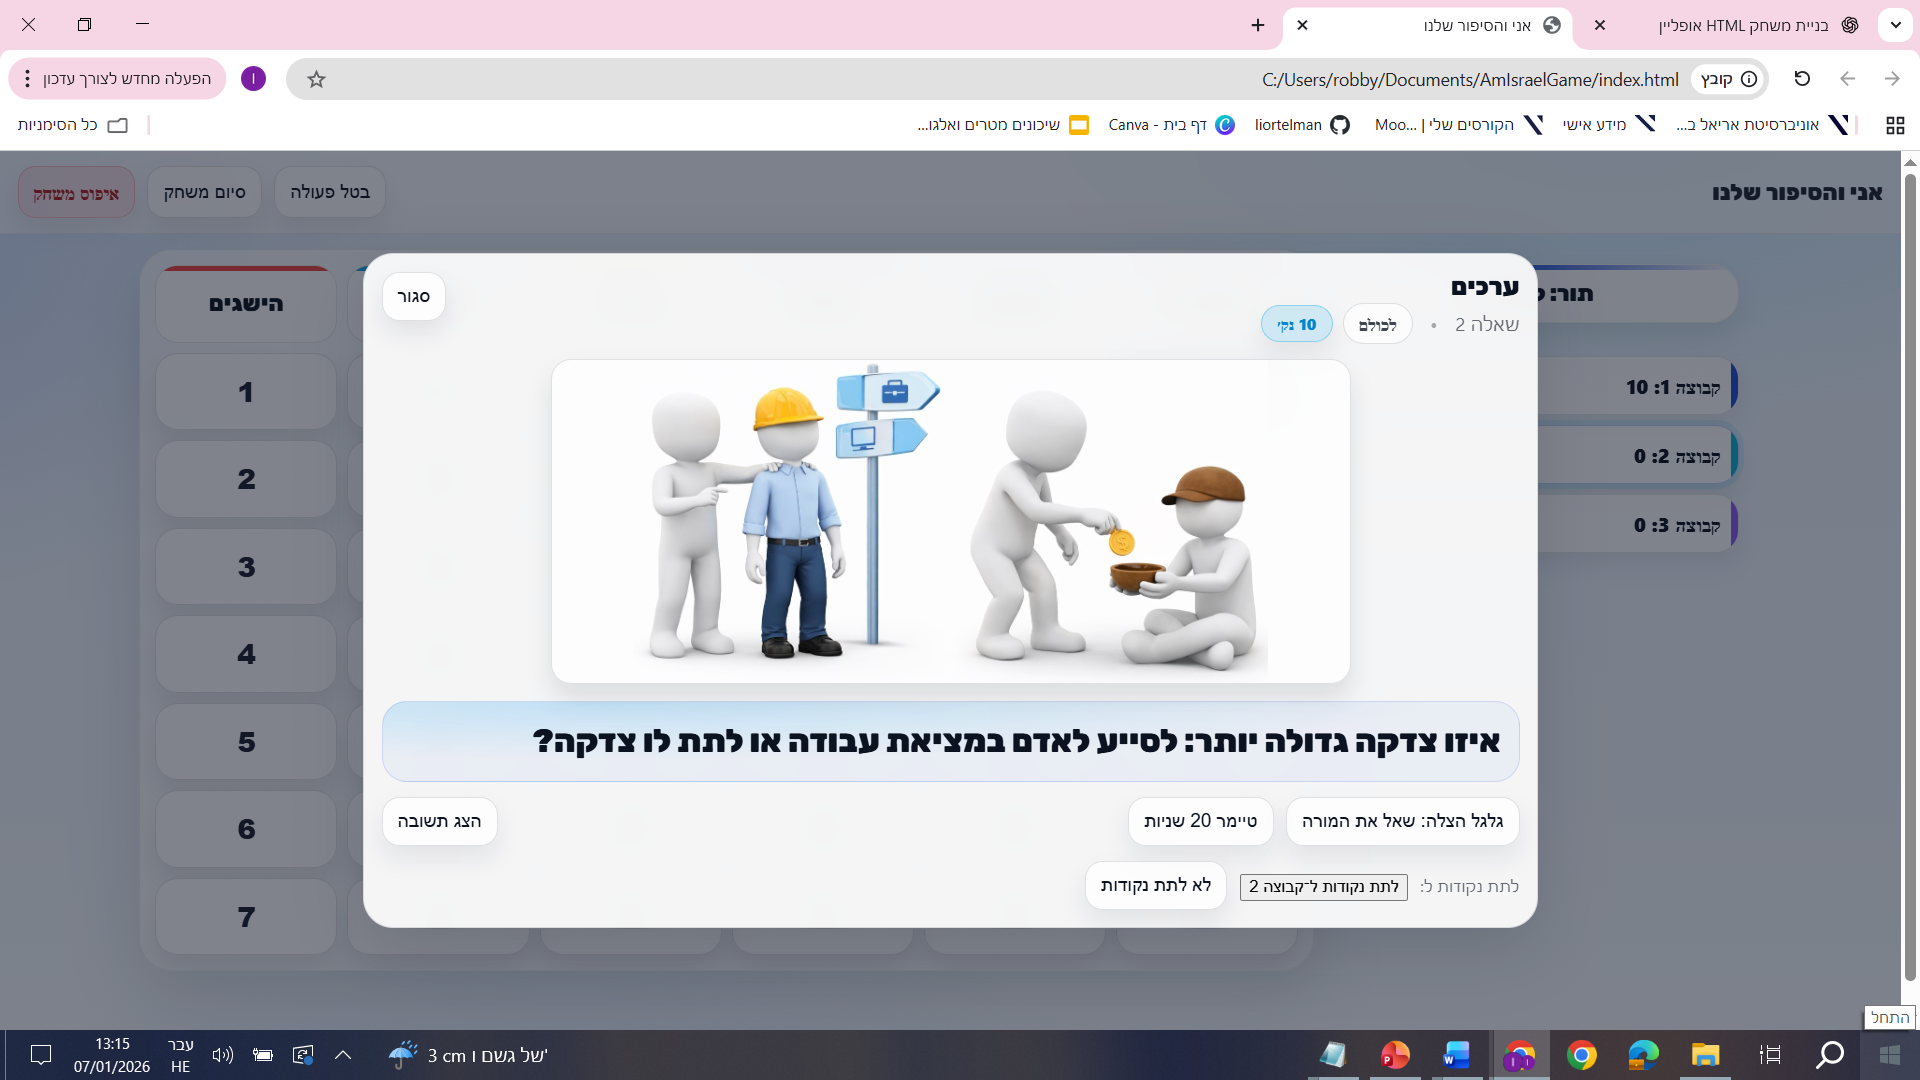 בניית משחק HTML אופליין
אני והסיפור שלנו
קובץ
C:/Users/robby/Documents/AmIsraelGame/index.html
I
הפעלה מחדש לצורך עדכון
אוניברסיטת אריאל ב...
מידע אישי
הקורסים שלי | Moo...
liortelman
דף בית - Canva
שיכונים מטרים ואלגו...
כל הסימניות
אני והסיפור שלנו
בטל פעולה
סיום משחק
איפוס משחק
תור: ק
קבוצה 1: 10
קבוצה 2: 0
קבוצה 3: 0
הישגים
1
2
3
4
5
6
7
ערכים
שאלה 2 • לכולם 10 נק׳
סגור
איזו צדקה גדולה יותר: לסייע לאדם במציאת עבודה או לתת לו צדקה?
גלגל הצלה: שאל את המורה
טיימר 20 שניות
הצג תשובה
לתת נקודות ל:
לתת נקודות ל־קבוצה 2
לא לתת נקודות
התחל
3 cm של גשם ו'
עבר
HE
13:15
07/01/2026